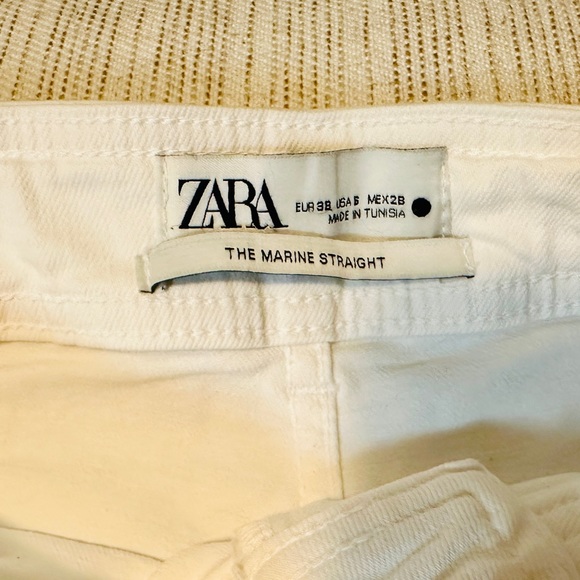 ZARA
EUR 38 USA 6 MEX 28
MADE IN TUNISIA
THE MARINE STRAIGHT